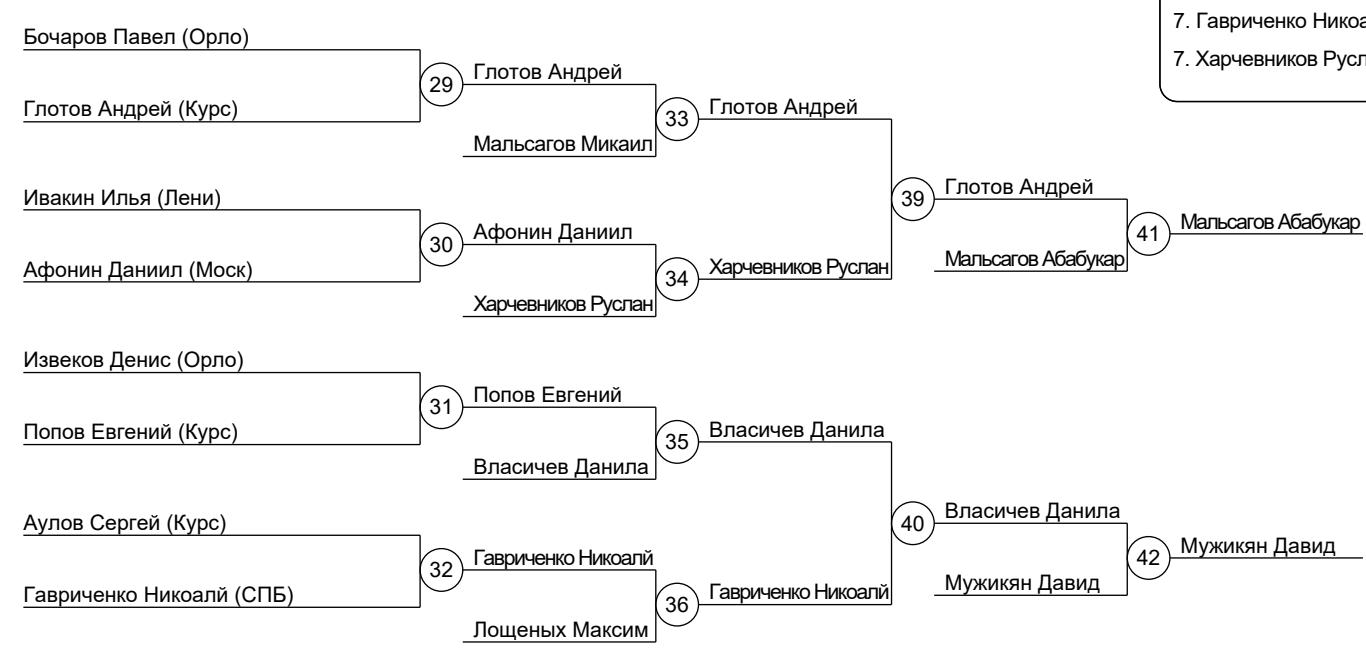 7. Гавриченко
7. Харчевников
Бочаров Павел (Орло)
Глотов Андрей (Курс)
29
Глотов Андрей
Мальсагов Микаил
33
Глотов Андрей
Ивакин Илья (Лени)
Афонин Даниил (Моск)
30
Афонин Даниил
Харчевников Руслан
34
Харчевников Руслан
39
Глотов Андрей
Мальсагов Абабукар
41
Мальсагов Абабукар
Извеков Денис (Орло)
Попов Евгений (Курс)
31
Попов Евгений
Власичев Данила
35
Власичев Данила
Аулов Сергей (Курс)
Гавриченко Никоалй (СПБ)
32
Гавриченко Никоалй
Лощеных Максим
36
Гавриченко Никоалй
40
Власичев Данила
Мужикян Давид
42
Мужикян Давид